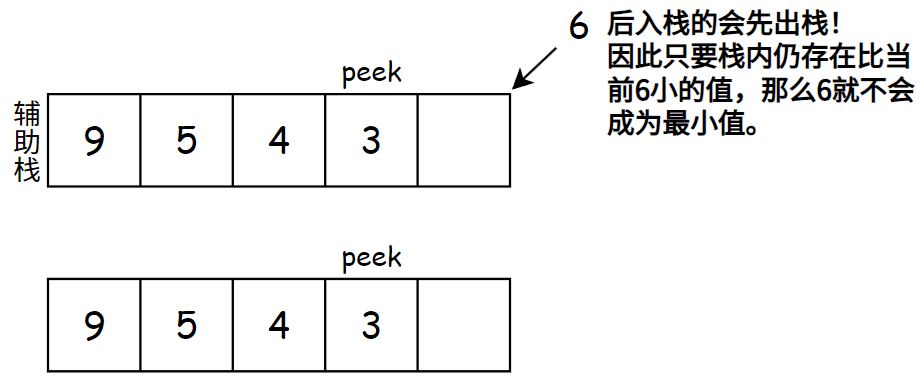 6
后入栈的会先出栈！
因此只要栈内仍存在比当
前6小的值，那么6就不会
成为最小值。
peek
辅助栈
9 5 4 3
peek
9 5 4 3